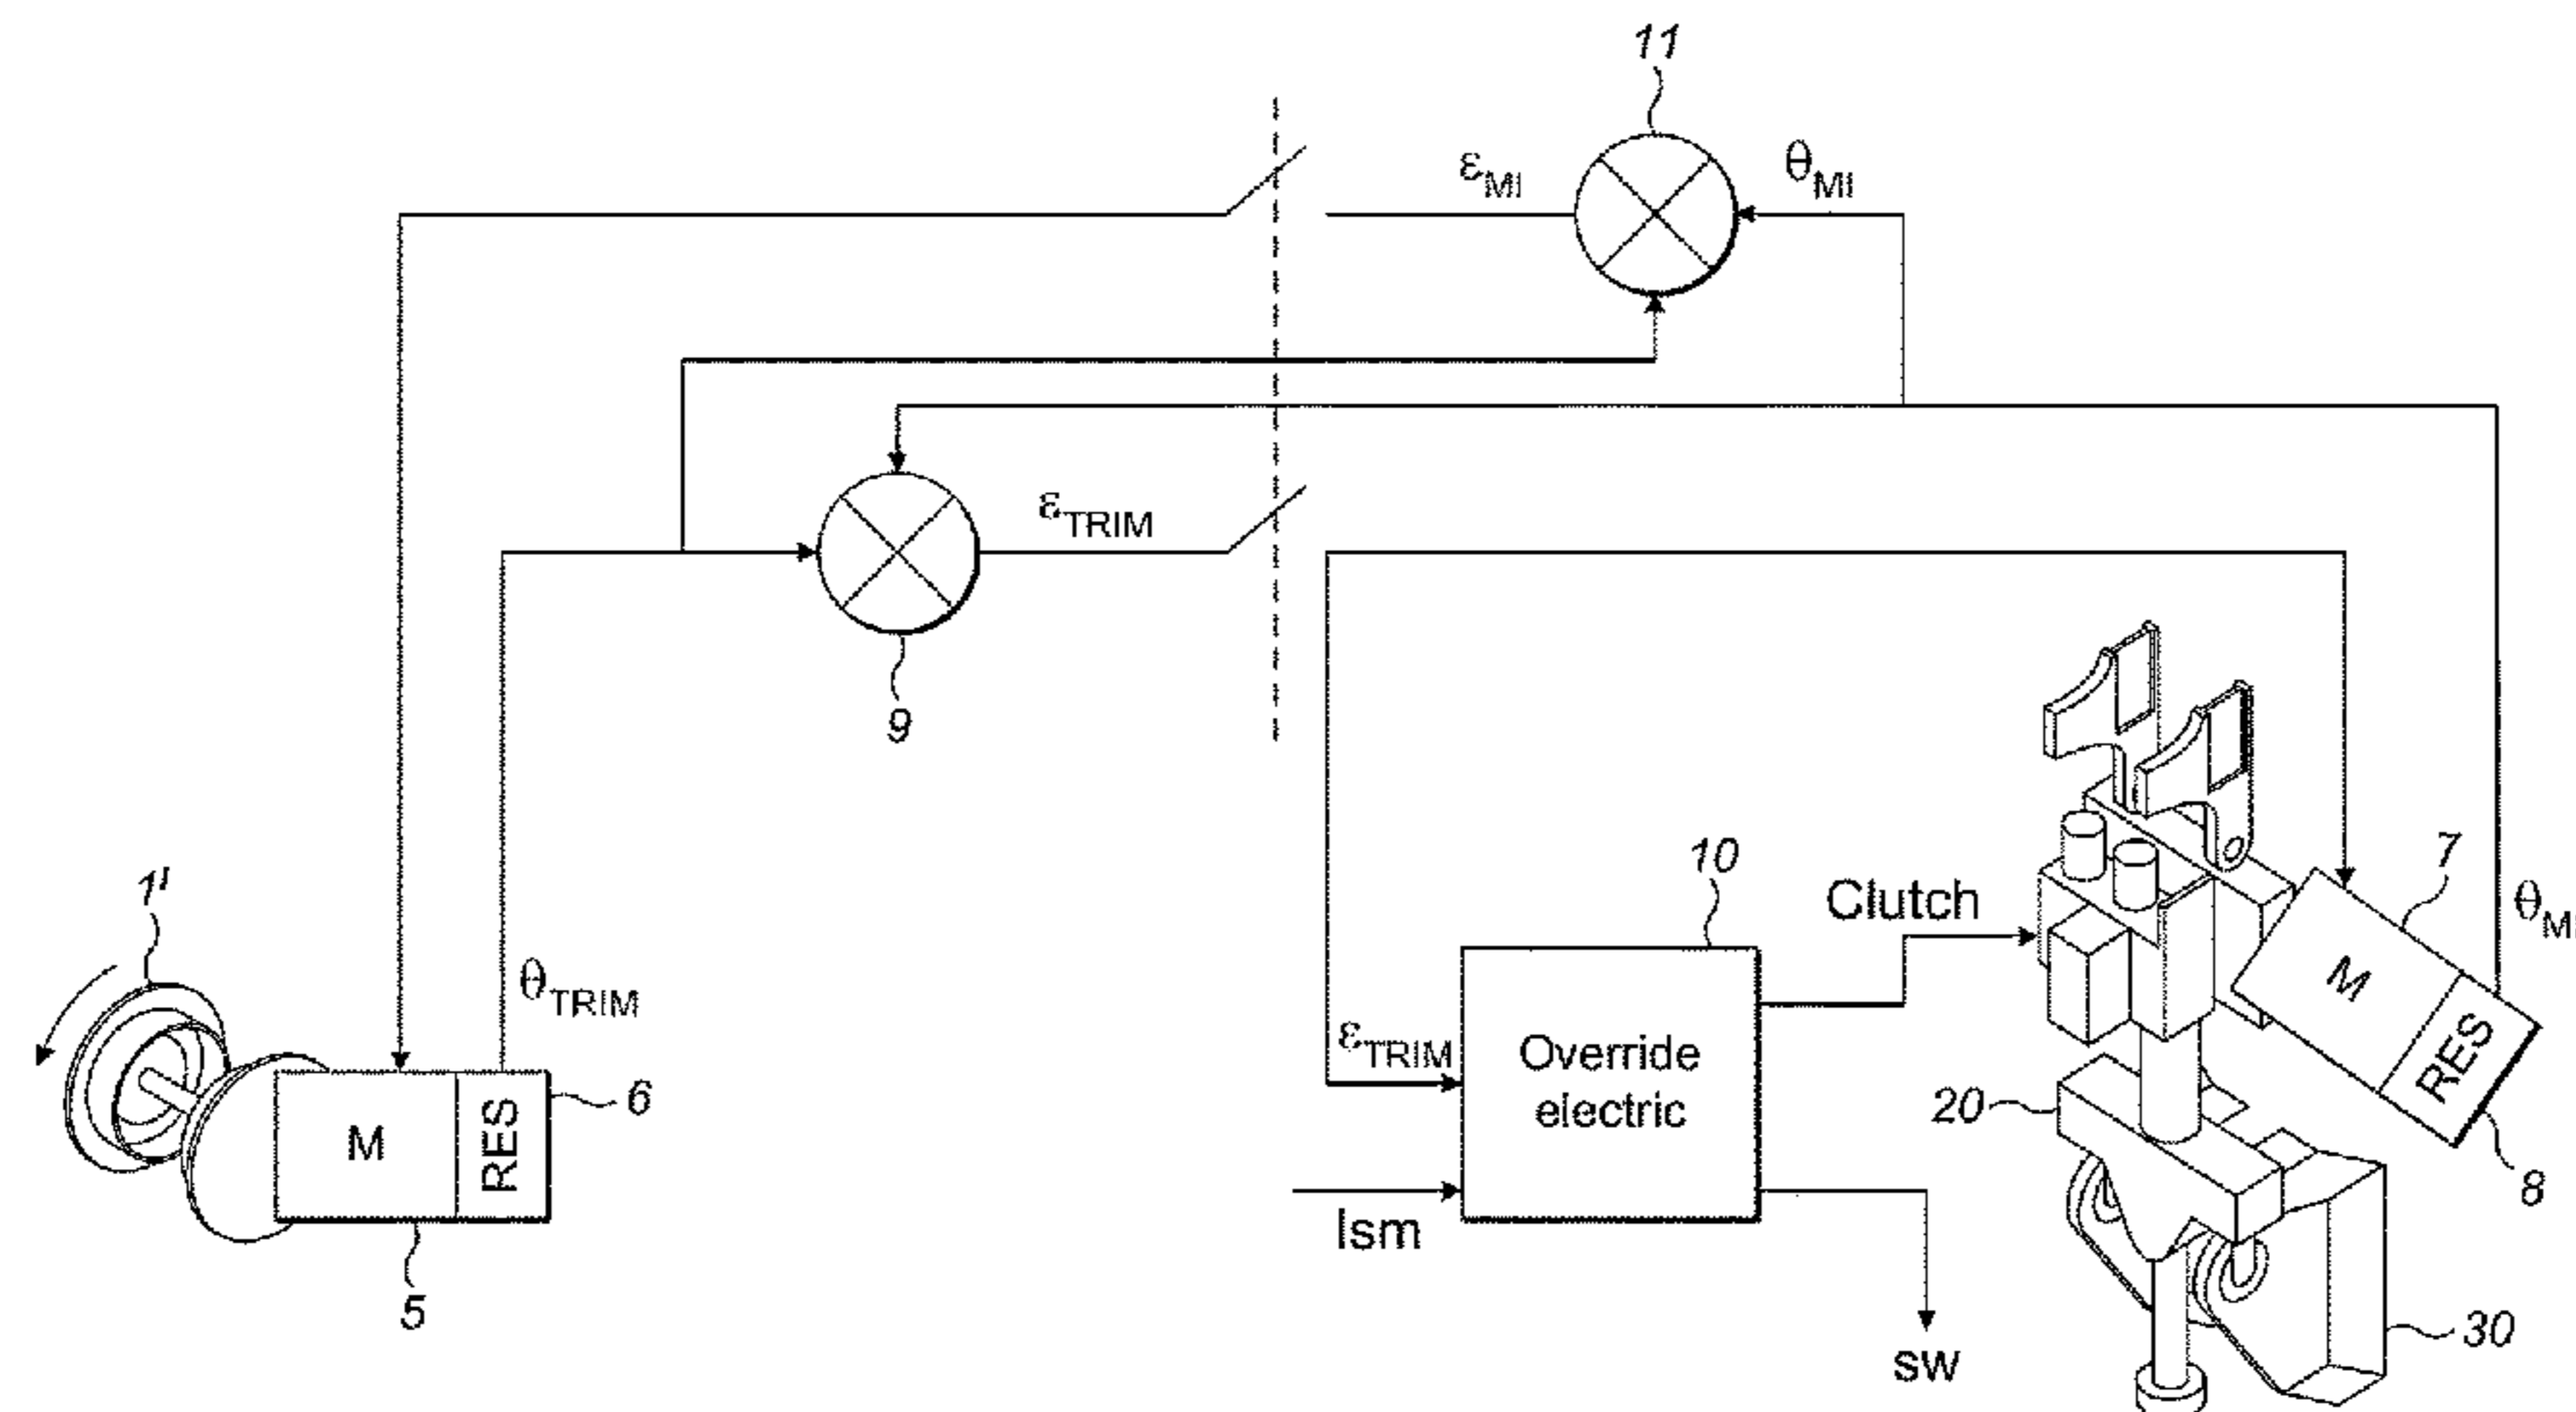 11
εMI
θMI
εTRIM
9
10
Clutch
7
θMI
1'
θTRIM
M
εTRIM
Override
electric
20
6
M
RES
RES
8
Ism
5
sw
30